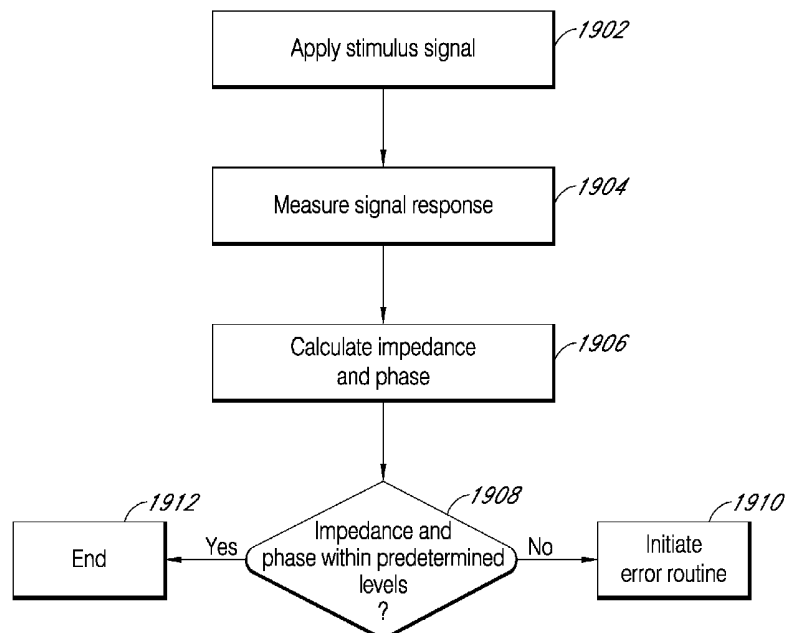 Apply stimulus signal
1902
Measure signal response
1904
Calculate impedance
and phase
1906
1912
1908
1910
End
Yes
Impedance and
phase within predetermined
levels
?
No
Initiate
error routine